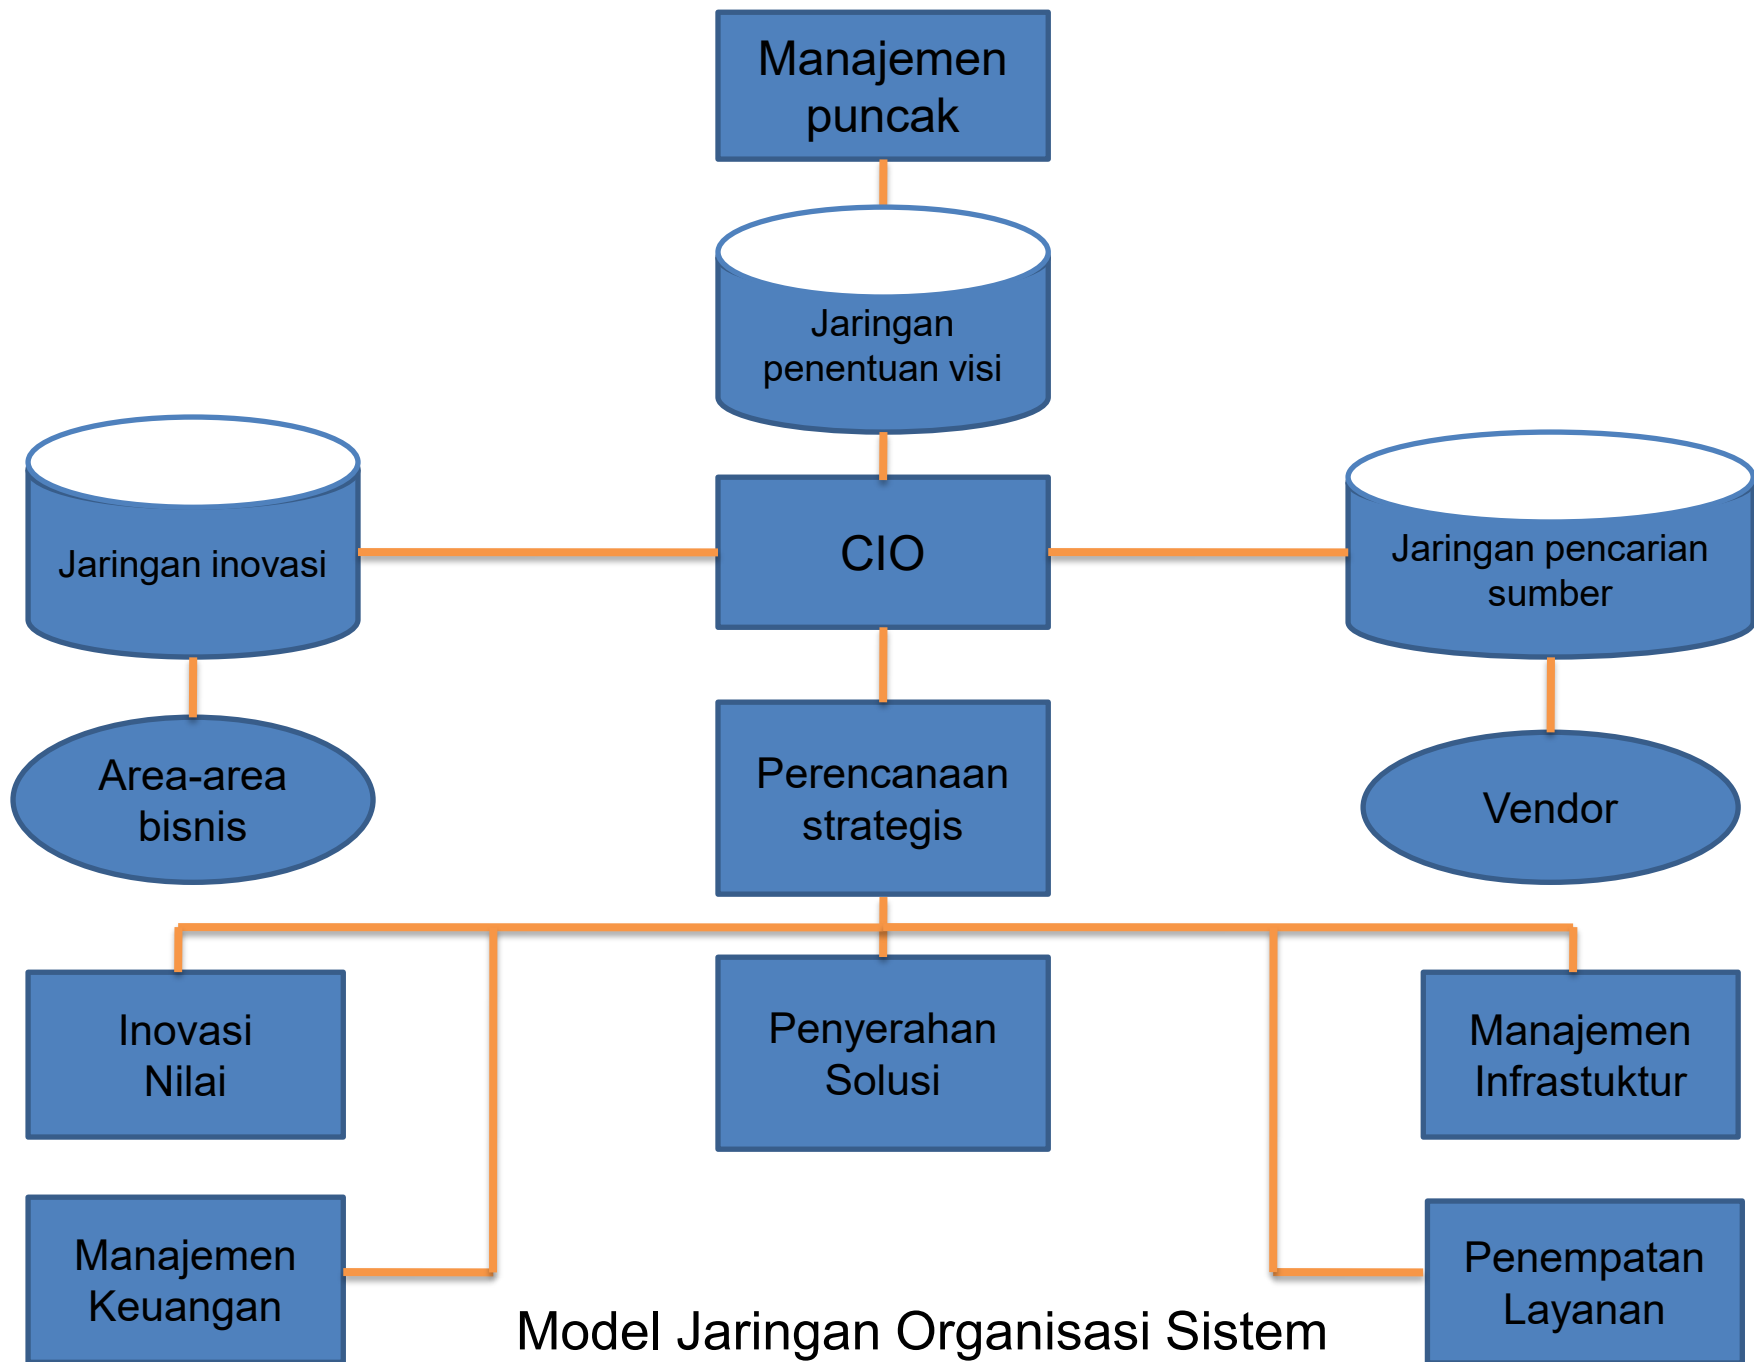 Manajemen
puncak
Jaringan
penentuan visi
Jaringan inovasi
CIO
Jaringan pencarian
sumber
Area-area
bisnis
Perencanaan
strategis
Vendor
Inovasi
Nilai
Penyerahan
Solusi
Manajemen
Infrastuktur
Manajemen
Keuangan
Penempatan
Layanan
Model Jaringan Organisasi Sistem